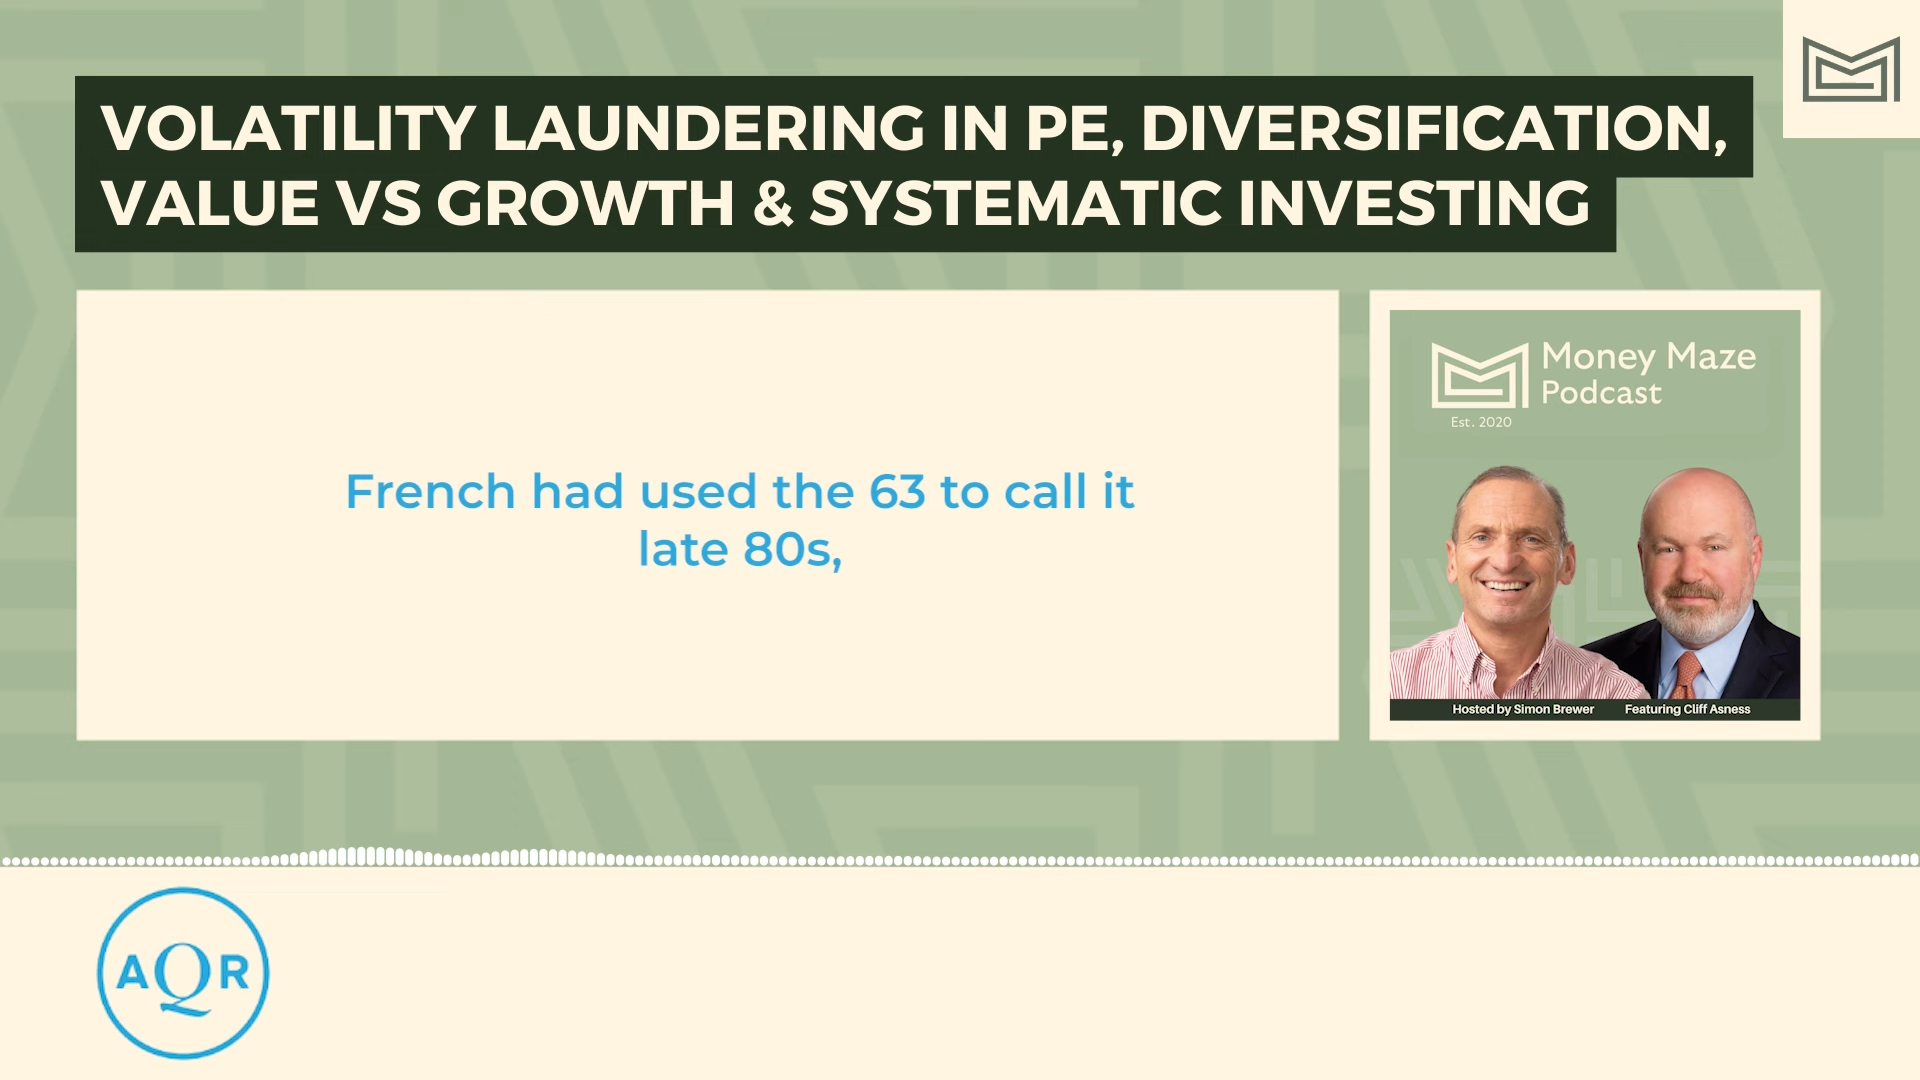 VOLATILITY LAUNDERING IN PE, DIVERSIFICATION,
VALUE VS GROWTH & SYSTEMATIC INVESTING
French had used the 63 to call it
late 80s,
Money Maze
Podcast
Est. 2020
Hosted by Simon Brewer
Featuring Cliff Asness
AQR